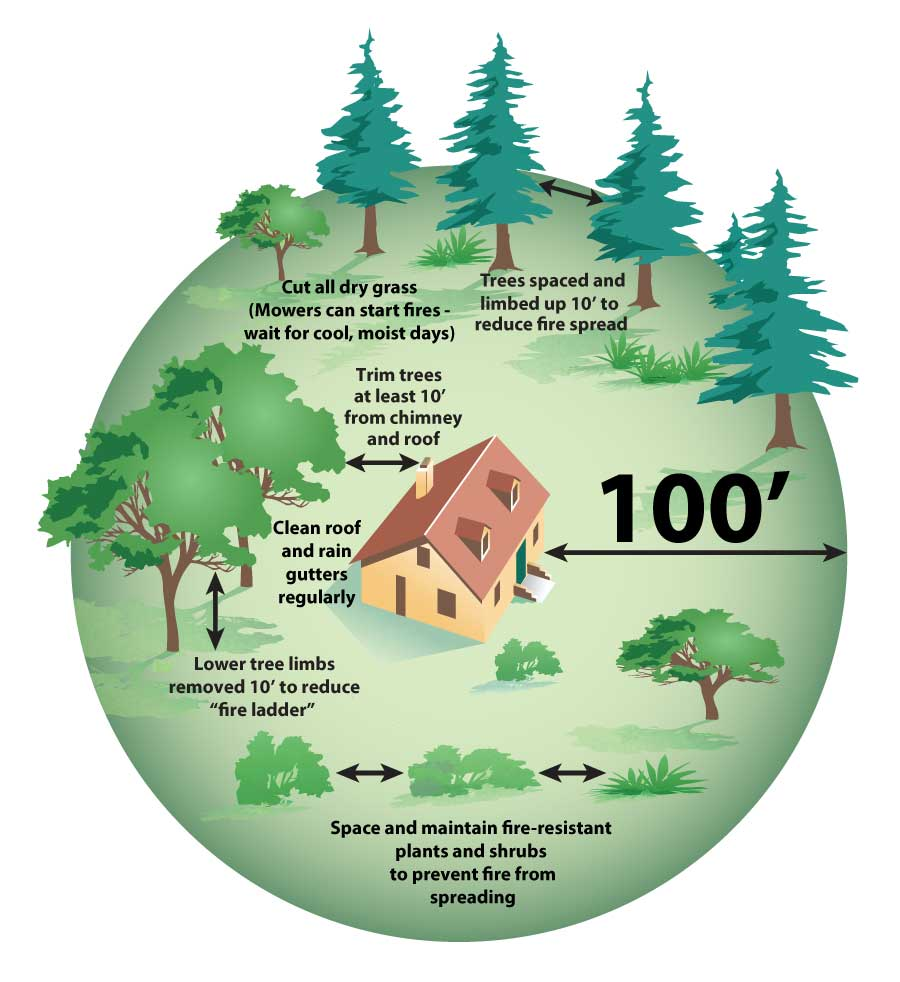 Cut all dry grass
(Mowers can start fires -
wait for cool, moist days)
Trees spaced and
limbed up 10’ to
reduce fire spread
Trim trees
at least 10’
from chimney
and roof
100’
Clean roof
and rain
gutters
regularly
Lower tree limbs
removed 10’ to reduce
“fire ladder”
Space and maintain fire-resistant
plants and shrubs
to prevent fire from
spreading